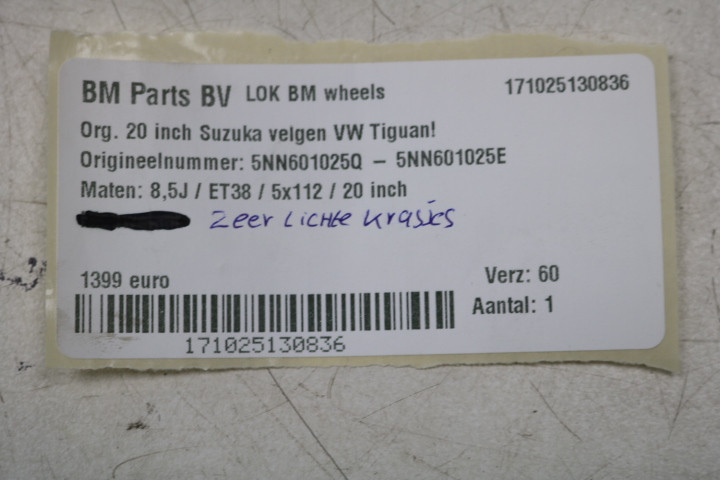 BM Parts BV LOK BM wheels 171025130836
Org. 20 inch Suzuka velgen VW Tiguan!
Origineelnummer: 5NN601025Q - 5NN601025E
Maten: 8,5J / ET38 / 5x112 / 20 inch
Zeer Lichte krasjes
1399 euro Verz: 60
Aantal: 1
171025130836